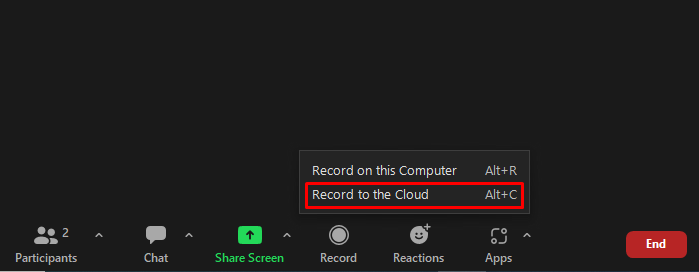 Record on this Computer Alt+R
Record to the Cloud Alt+C
2
Participants Chat Share Screen Record Reactions Apps End